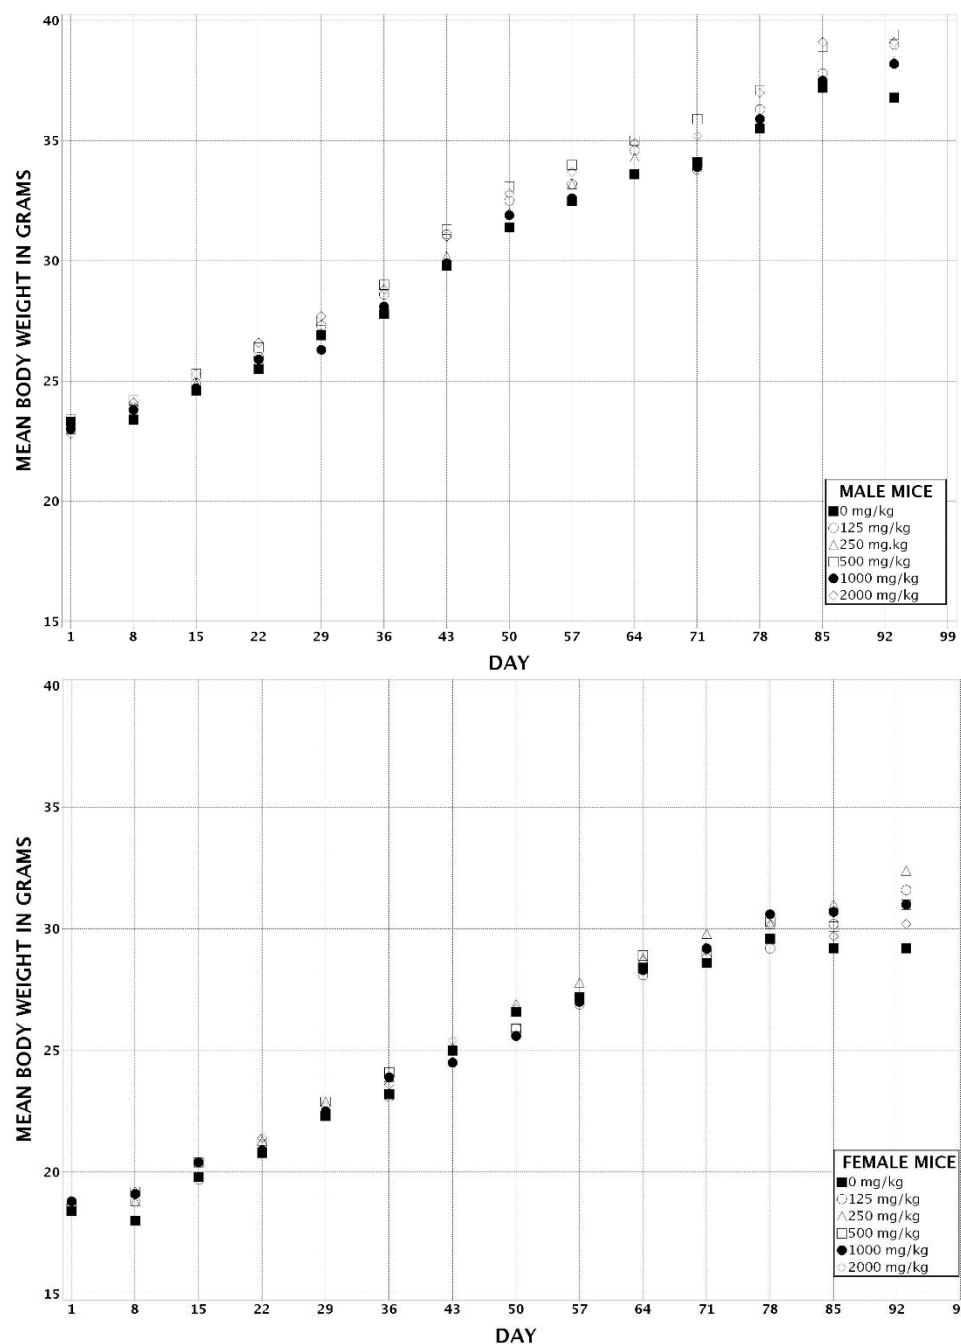 40
35
30
25
20
15
MEAN BODY WEIGHT IN GRAMS
MALE MICE
0 mg/kg
125 mg/kg
250 mg.kg
500 mg/kg
1000 mg/kg
2000 mg/kg
1 8 15 22 29 36 43 50 57 64 71 78 85 92 99
DAY
40
35
30
25
20
15
MEAN BODY WEIGHT IN GRAMS
FEMALE MICE
0 mg/kg
125 mg/kg
250 mg/kg
500 mg/kg
1000 mg/kg
2000 mg/kg
1 8 15 22 29 36 43 50 57 64 71 78 85 92 9
DAY